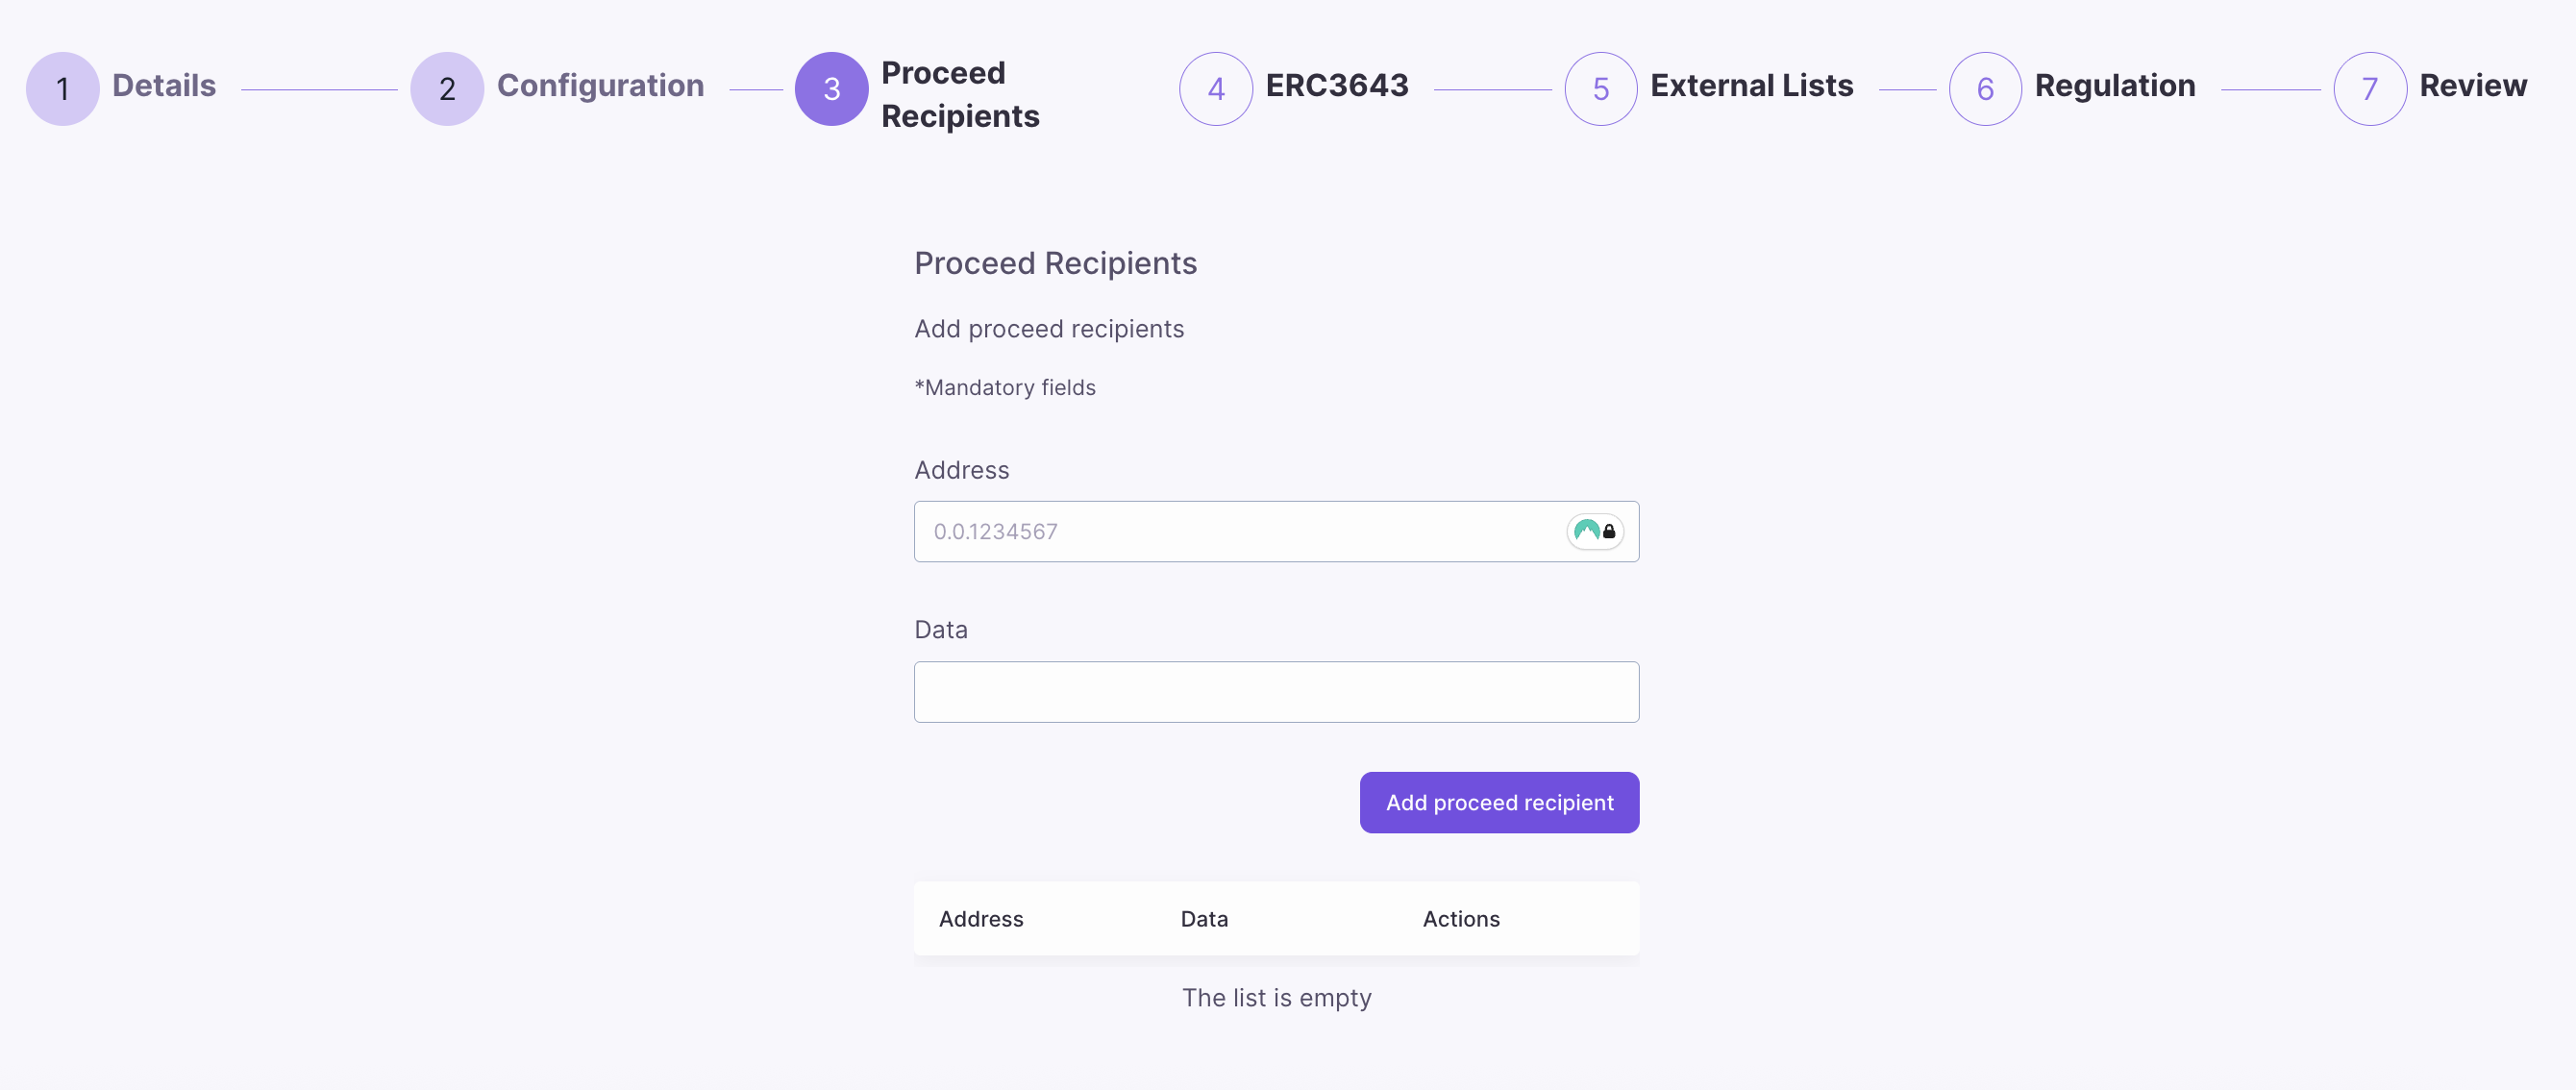 1 Details
2 Configuration
3 Proceed
Recipients
4 ERC3643
5 External Lists
6 Regulation
7 Review
Proceed Recipients
Add proceed recipients
*Mandatory fields
Address
0.0.1234567
Data
Add proceed recipient
Address Data Actions
The list is empty